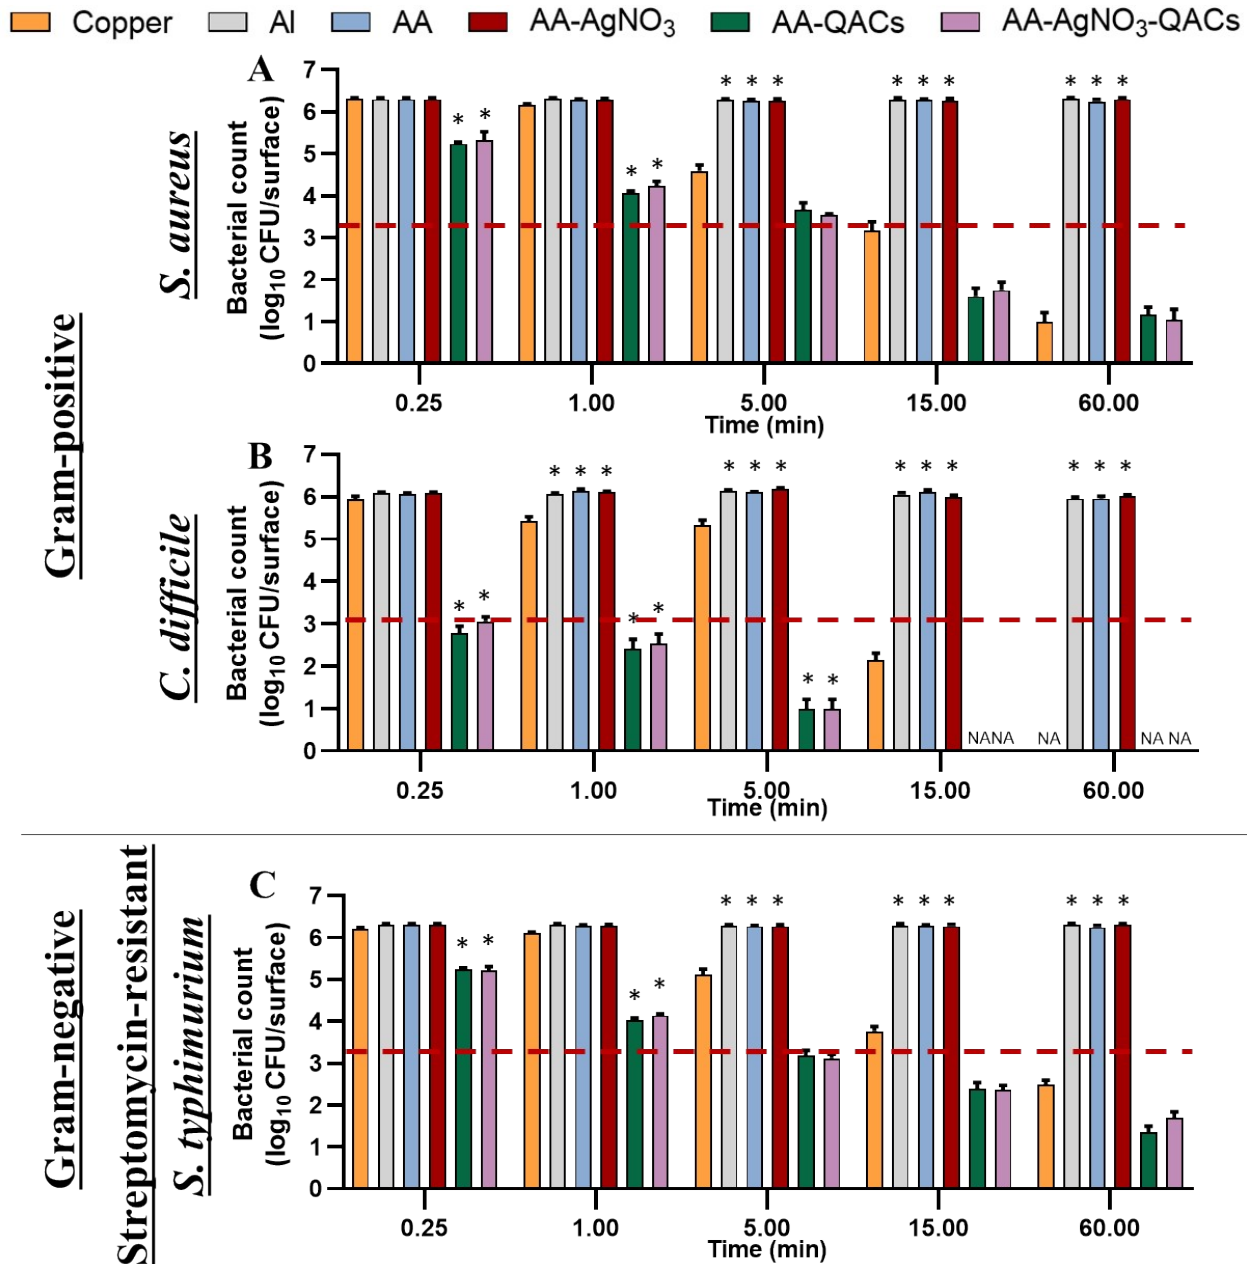 Copper Al AA AA-AgNO3 AA-QACs AA-AgNO3-QACs
Gram-positive
S. aureus
A
Bacterial count
(log10 CFU/surface)
7
6
5
4
3
2
1
0
* *
* *
* * *
* * *
* * *
0.25 1.00 5.00 15.00 60.00
Time (min)
C. difficile
B
Bacterial count
(log10 CFU/surface)
7
6
5
4
3
2
1
0
* *
* * * * *
* * * * *
* * *
* * *
NANA NA NA NA
0.25 1.00 5.00 15.00 60.00
Time (min)
Gram-negative
Streptomycin-resistant
S. typhimurium
C
Bacterial count
(log10 CFU/surface)
7
6
5
4
3
2
1
0
* *
* *
* * *
* * *
* * *
0.25 1.00 5.00 15.00 60.00
Time (min)